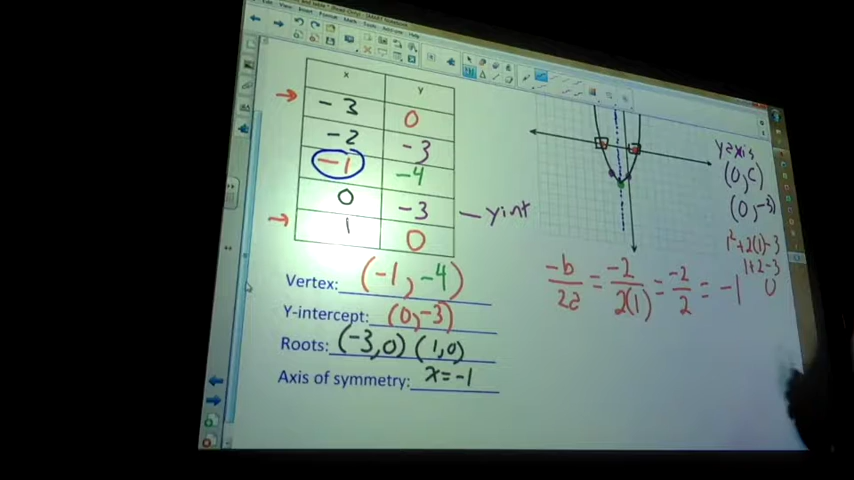 x y
-3 0
-2 -3
-1 -4
0 -3 — yint
1 0
Vertex: (-1, -4)
Y-intercept: (0, -3)
Roots: (-3,0) (1,0)
Axis of symmetry: x=-1
(0, C)
(0, -3)
1²+2(1)-3
1+2-3
0
-b/2a = -2/2(1) = -2/2 = -1